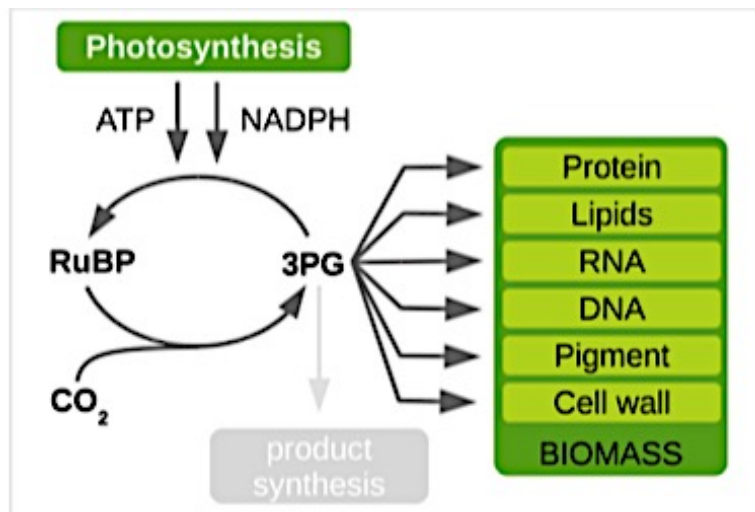 Photosynthesis
ATP
NADPH
RuBP
3PG
CO2
product
synthesis
Protein
Lipids
RNA
DNA
Pigment
Cell wall
BIOMASS